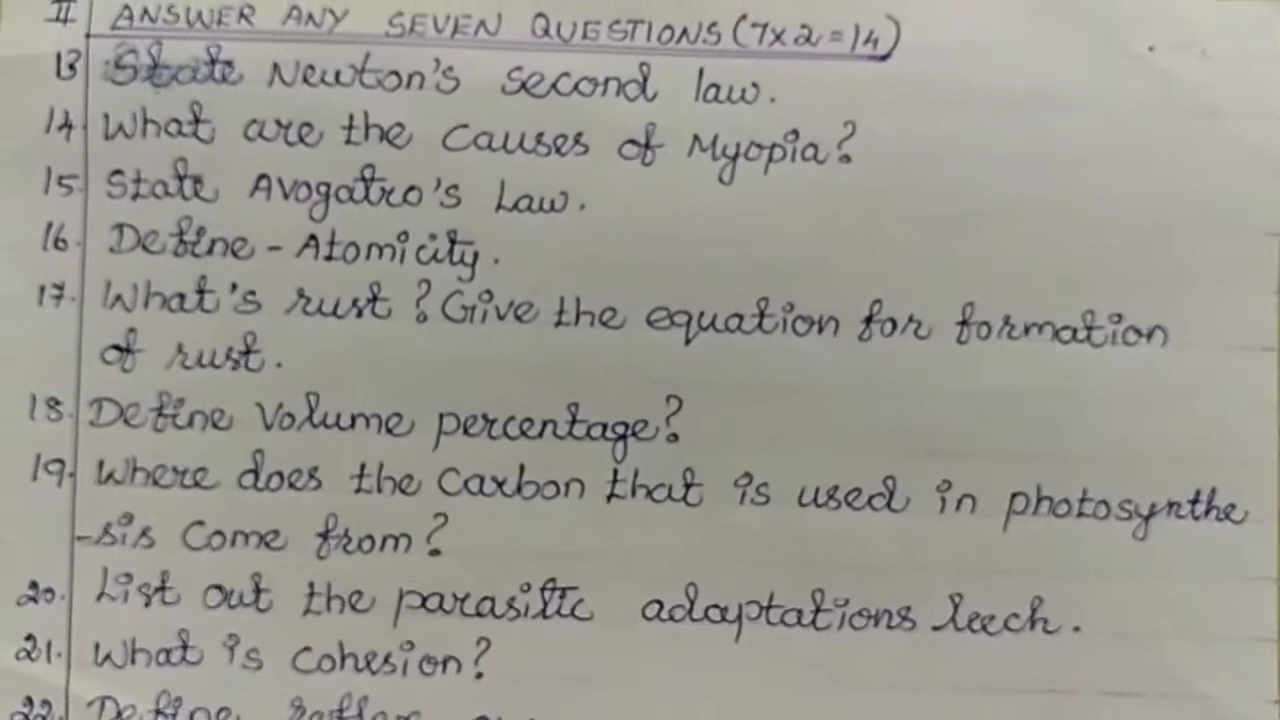 II ANSWER ANY SEVEN QUESTIONS (7x2=14)
13 State Newton's second law.
14. What are the causes of Myopia?
15. State Avogatro's Law.
16. Define - Atomicity.
17. What's rust? Give the equation for formation
of rust.
18. Define Volume percentage?
19. Where does the Carbon that is used in photosynthe
-sis Come from?
20. List out the parasitic adaptations leech.
21. What is cohesion?
22. Define